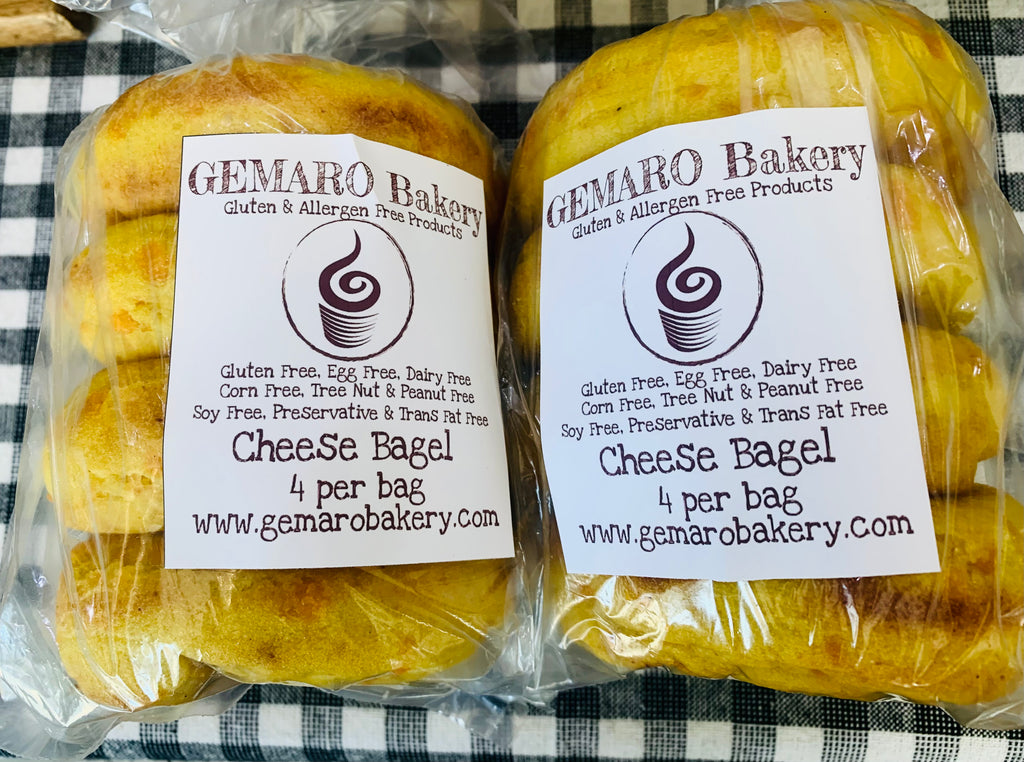 GEMARO Bakery
Gluten & Allergen Free Products
Gluten Free, Egg Free, Dairy Free
Corn Free, Tree Nut & Peanut Free
Soy Free, Preservative & Trans Fat Free
Cheese Bagel
4 per bag
www.gemarobakery.com
GEMARO Bakery
Gluten & Allergen Free Products
Gluten Free, Egg Free, Dairy Free
Corn Free, Tree Nut & Peanut Free
Soy Free, Preservative & Trans Fat Free
Cheese Bagel
4 per bag
www.gemarobakery.com